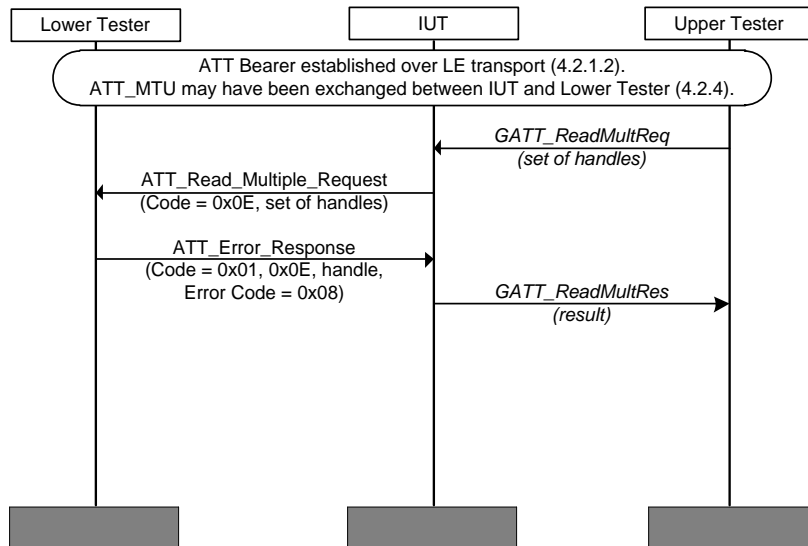 Lower Tester
IUT
Upper Tester
ATT Bearer established over LE transport (4.2.1.2).
ATT_MTU may have been exchanged between IUT and Lower Tester (4.2.4).
GATT_ReadMultReq
(set of handles)
ATT_Read_Multiple_Request
(Code = 0x0E, set of handles)
ATT_Error_Response
(Code = 0x01, 0x0E, handle,
Error Code = 0x08)
GATT_ReadMultRes
(result)